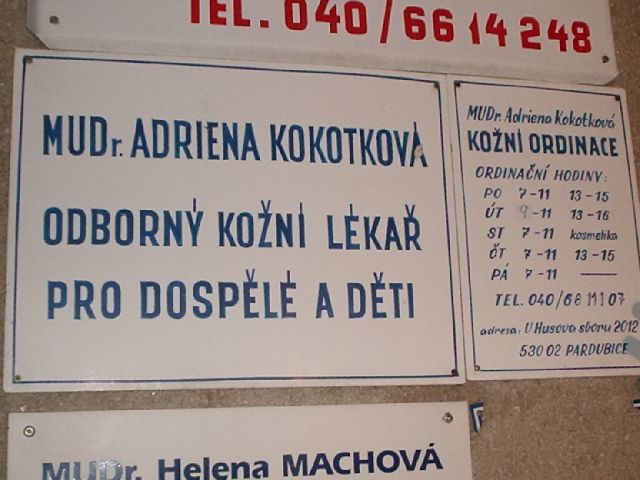 TEL. 040/66 14 248
MUDr. ADRIENA KOKOTKOVÁ
ODBORNÝ KOŽNÍ LÉKAŘ
PRO DOSPĚLÉ A DĚTI
MUDr. Adriena Kokotková
KOŽNÍ ORDINACE
ORDINAČNÍ HODINY:
PO 7-11 13-15
ÚT 9-11 13-16
ST 7-11 kosmetika
ČT 7-11 13-15
PÁ 7-11 —
TEL. 040/68 111 07
adresa: U Husova sboru 2012
530 02 PARDUBICE
MUDr. Helena MACHOVÁ